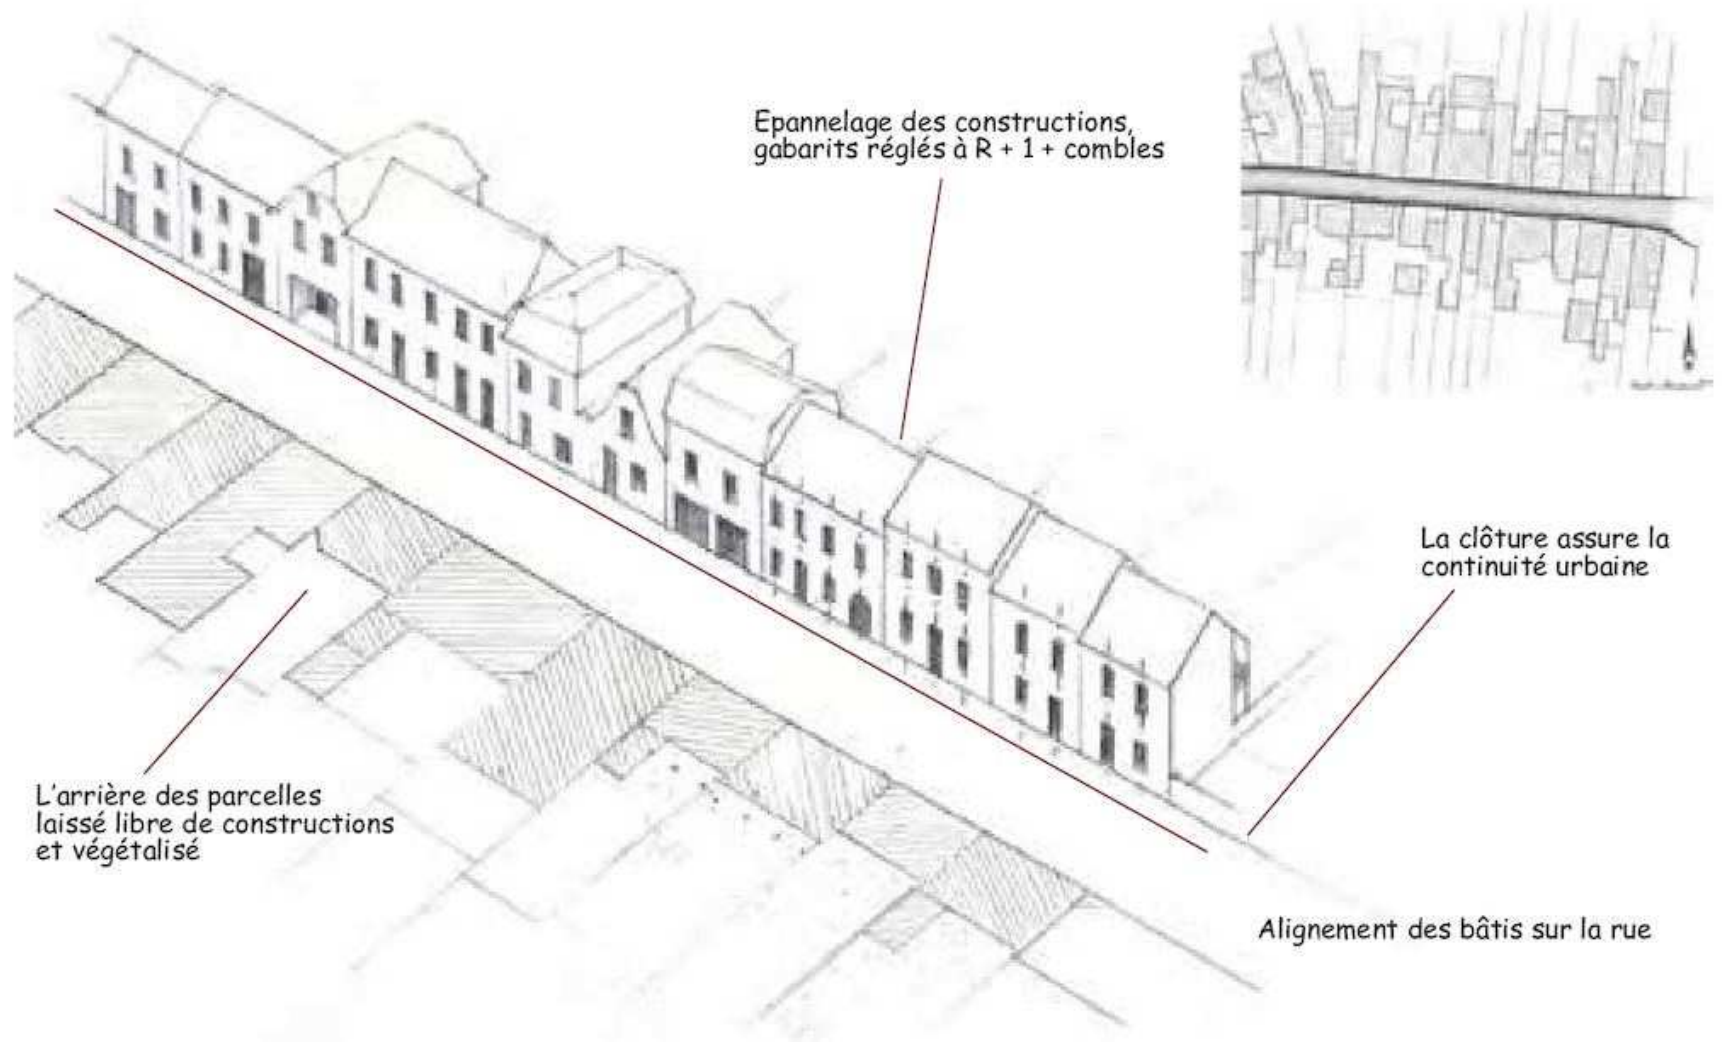 Epannelage des constructions,
gabarits réglés à R + 1 + combles
La clôture assure la
continuité urbaine
L'arrière des parcelles
laissé libre de constructions
et végétalisé
Alignement des bâtis sur la rue